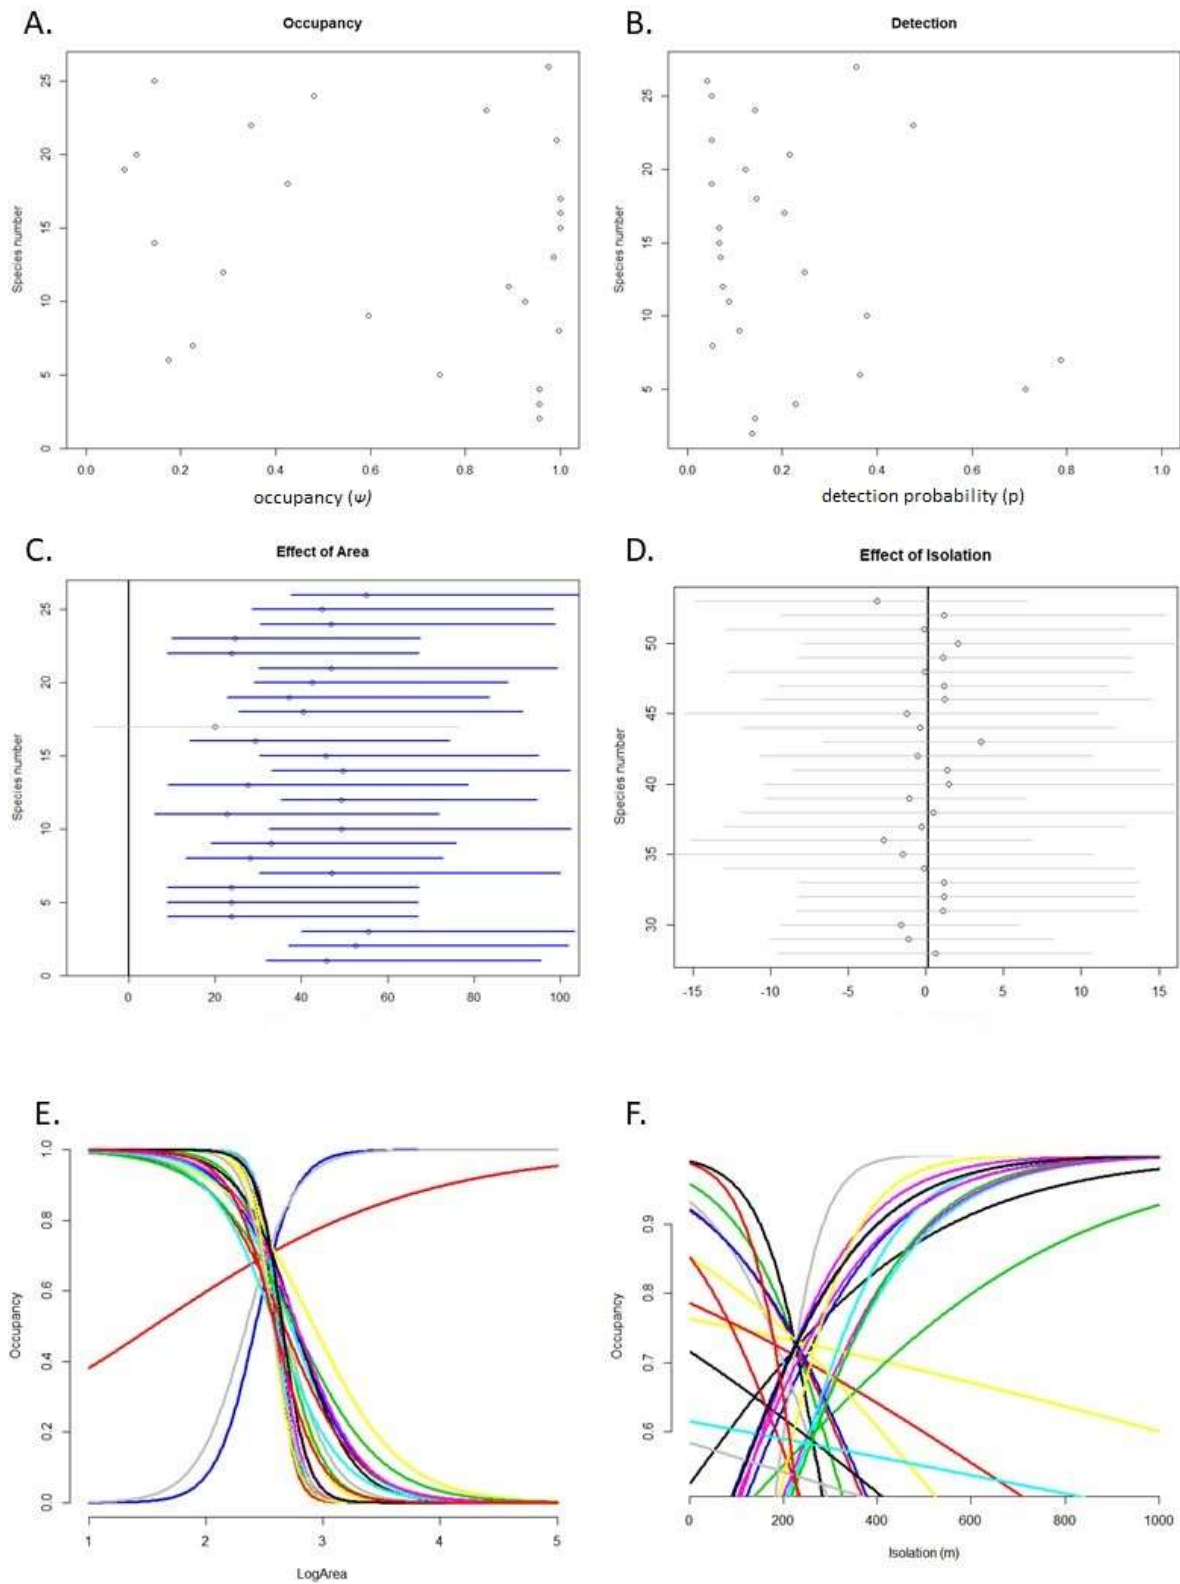 A.
Occupancy
Species number
0 5 10 15 20 25
0.0 0.2 0.4 0.6 0.8 1.0
occupancy (ψ)
B.
Detection
Species number
5 10 15 20 25
0.0 0.2 0.4 0.6 0.8 1.0
detection probability (p)
C.
Effect of Area
Species number
0 5 10 15 20 25
0 20 40 60 80 100
D.
Effect of Isolation
Species number
30 35 40 45 50
-15 -10 -5 0 5 10 15
E.
Occupancy
0.0 0.2 0.4 0.6 0.8 1.0
1 2 3 4 5
LogArea
F.
Occupancy
0.6 0.7 0.8 0.9
0 200 400 600 800 1000
Isolation (m)